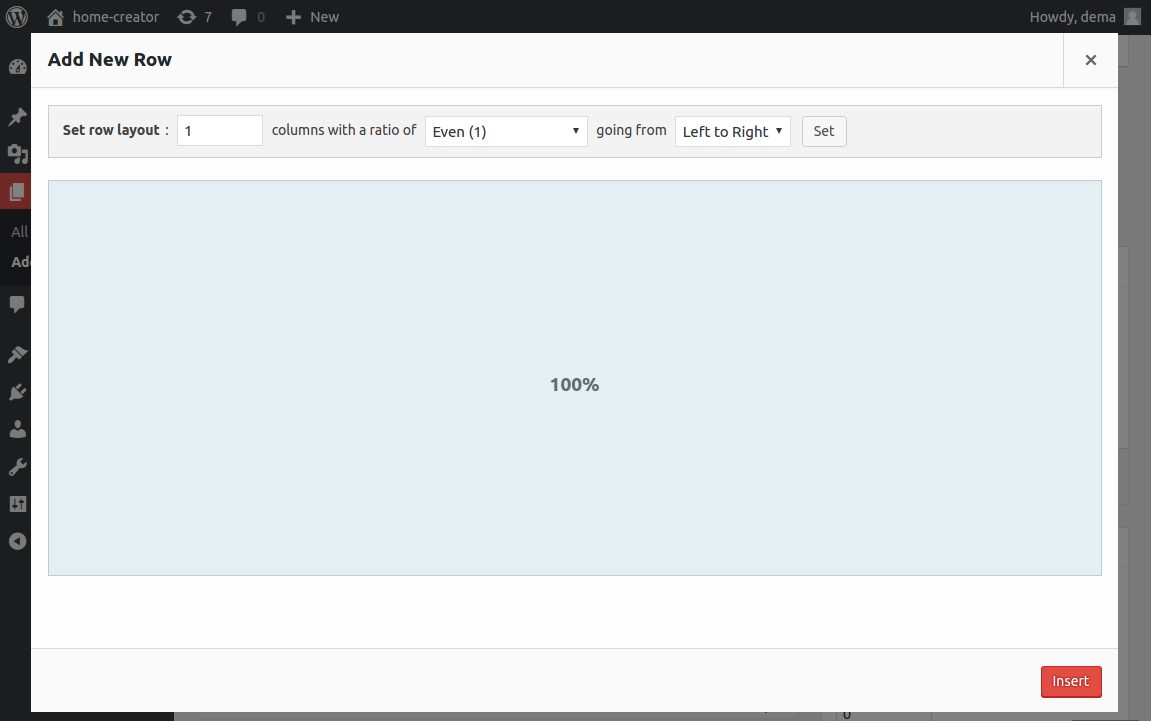 home-creator 7 0 New Howdy, dema
Add New Row ×
Set row layout : 1 columns with a ratio of Even (1) going from Left to Right Set
All
Add
100%
Insert
0